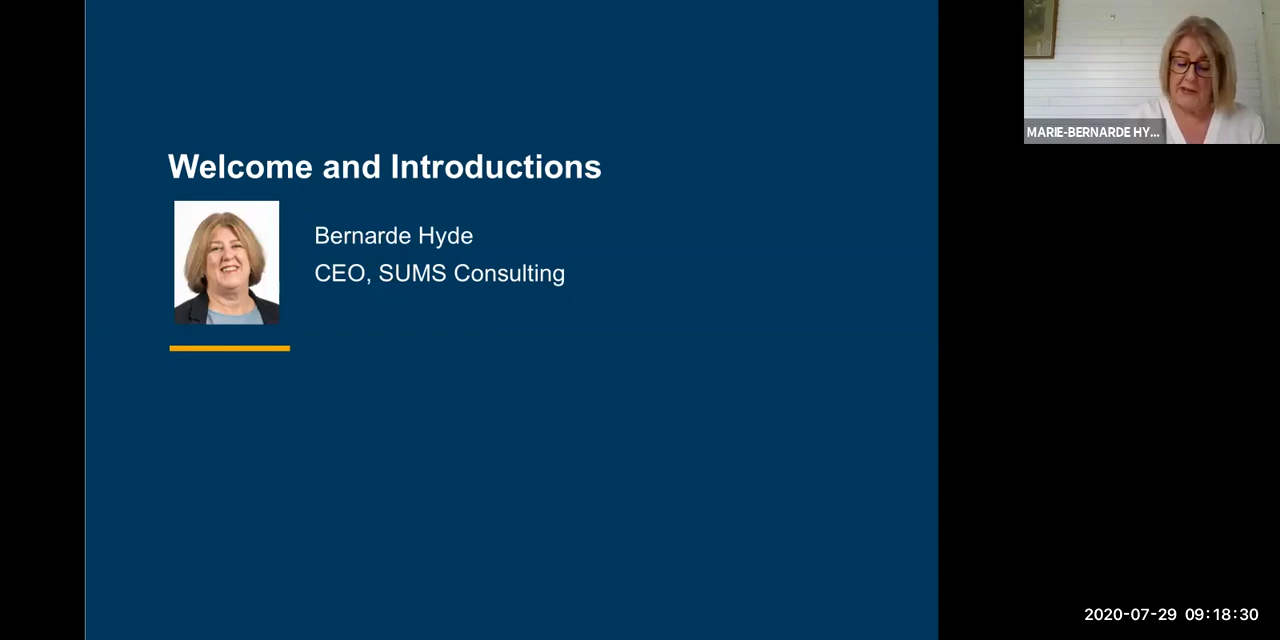 Welcome and Introductions
Bernarde Hyde
CEO, SUMS Consulting
MARIE-BERNARDE HY...
2020-07-29 09:18:30